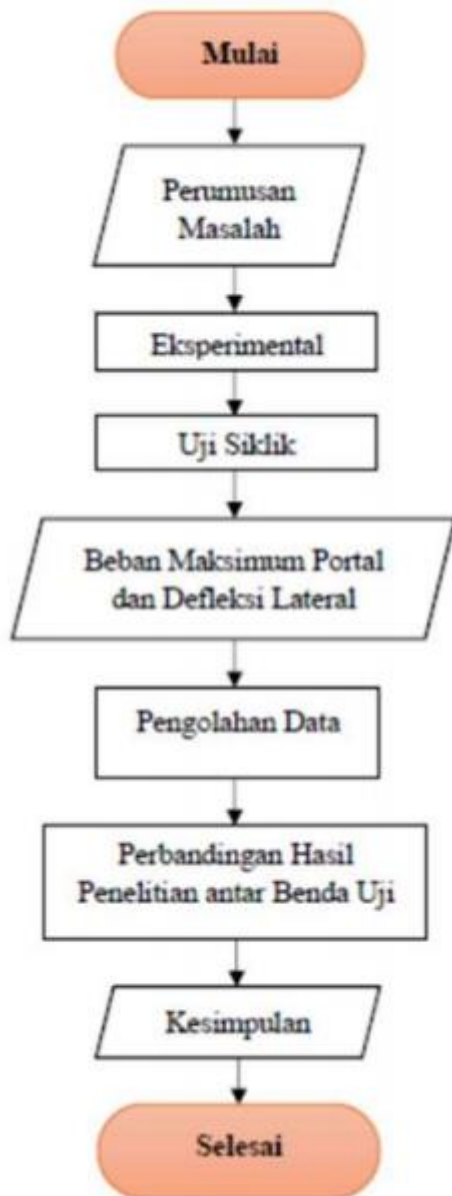 Mulai
Perumusan
Masalah
Eksperimental
Uji Siklik
Beban Maksimum Portal
dan Defleksi Lateral
Pengolahan Data
Perbandingan Hasil
Penelitian antar Benda Uji
Kesimpulan
Selesai